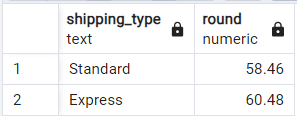 shipping_type round
text numeric
1 Standard 58.46
2 Express 60.48